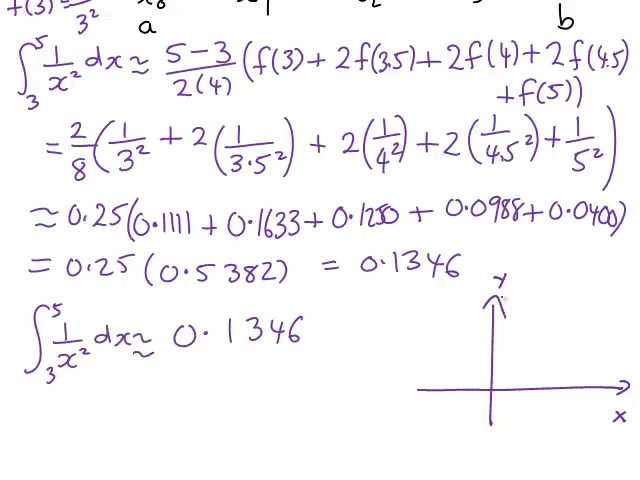 f(3) 3²
a b
∫₃⁵ 1/x² dx ≈ 5-3/2(4) (f(3) + 2f(3.5) + 2f(4) + 2f(4.5)
+ f(5))
= 2/8 (1/3² + 2(1/3.5²) + 2(1/4²) + 2(1/4.5²) + 1/5²)
≈ 0.25(0.1111 + 0.1633 + 0.1250 + 0.0988 + 0.0400)
= 0.25 (0.5382) = 0.1346
y
∫₃⁵ 1/x² dx ≈ 0.1346
x